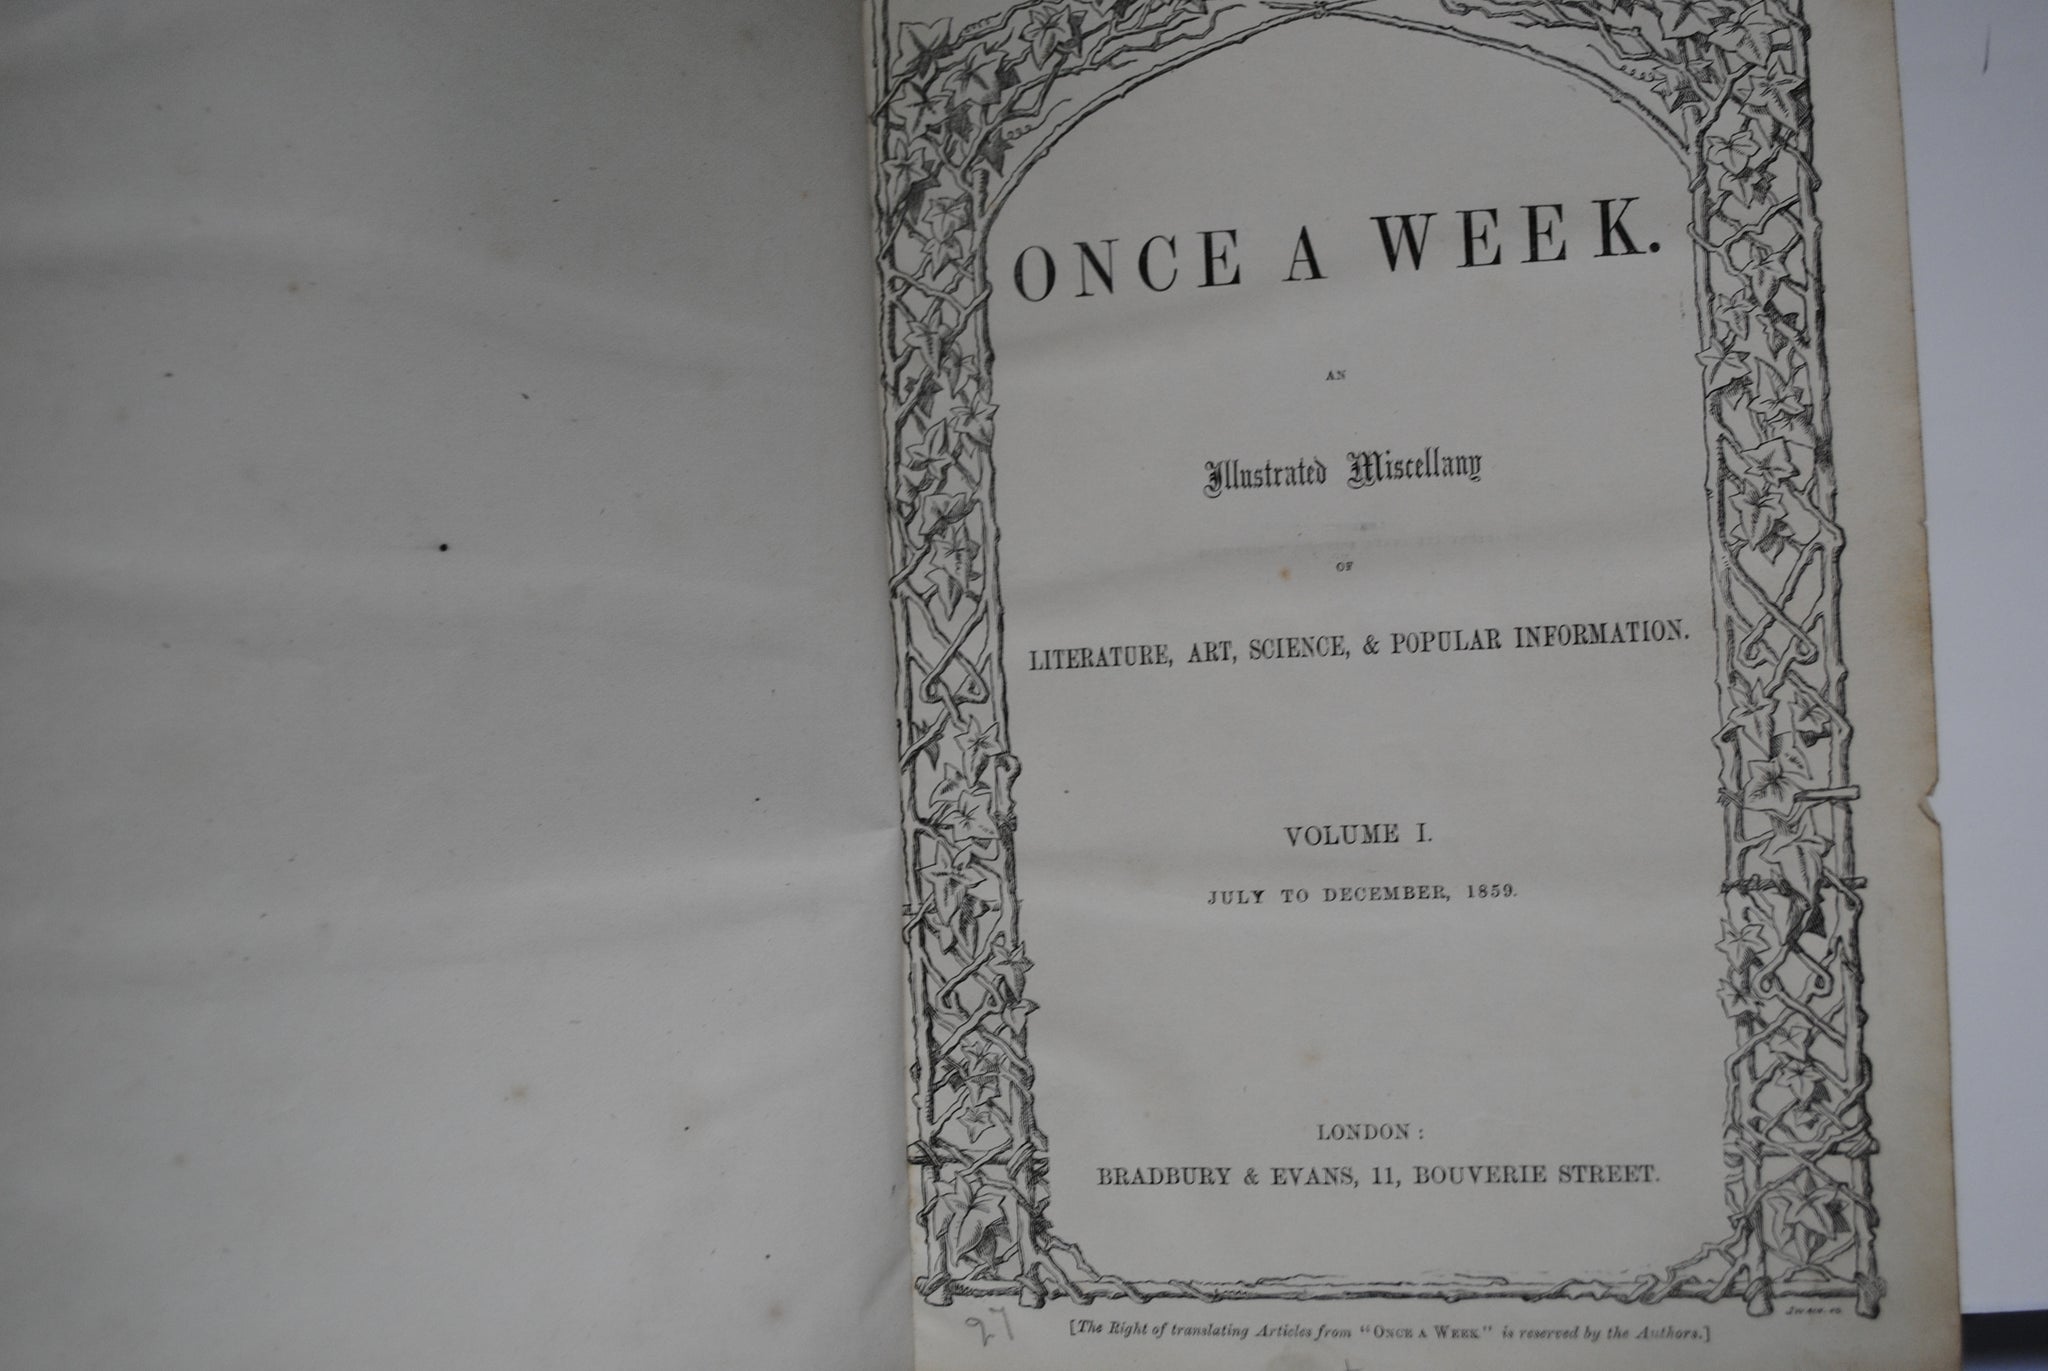 ONCE A WEEK.
AN
Illustrated Miscellany
OF
LITERATURE, ART, SCIENCE, & POPULAR INFORMATION.
VOLUME I.
JULY TO DECEMBER, 1859.
LONDON:
BRADBURY & EVANS, 11, BOUVERIE STREET.
27
[The Right of translating Articles from "ONCE A WEEK" is reserved by the Authors.]